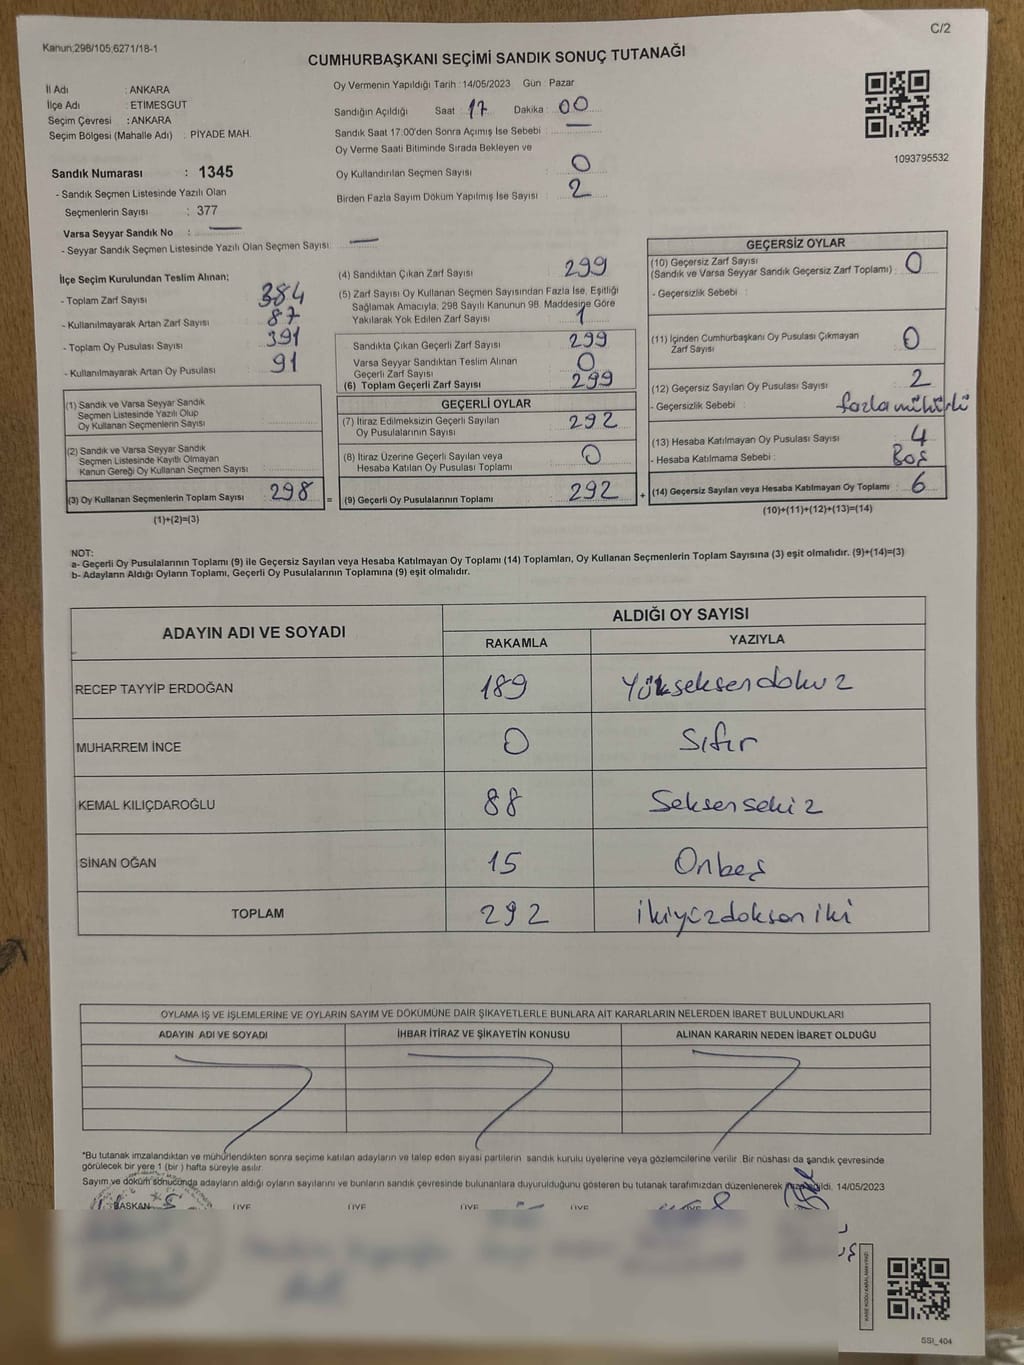 C/2
Kanun;298/105;6271/18-1
CUMHURBAŞKANI SEÇİMİ SANDIK SONUÇ TUTANAĞI
İl Adı : ANKARA
İlçe Adı : ETIMESGUT
Seçim Çevresi : ANKARA
Seçim Bölgesi (Mahalle Adı) : PİYADE MAH.
Sandık Numarası : 1345
- Sandık Seçmen Listesinde Yazılı Olan
Seçmenlerin Sayısı : 377
Varsa Seyyar Sandık No : —
- Seyyar Sandık Seçmen Listesinde Yazılı Olan Seçmen Sayısı: —
Oy Vermenin Yapıldığı Tarih : 14/05/2023 Gün : Pazar
Sandığın Açıldığı Saat : 17 Dakika : 00
Sandık Saat 17:00'den Sonra Açımış İse Sebebi : —
Oy Verme Saati Bitiminde Sırada Bekleyen ve
Oy Kullandırılan Seçmen Sayısı : 0
Birden Fazla Sayım Döküm Yapılmış İse Sayısı : 2
1093795532
İlçe Seçim Kurulundan Teslim Alınan;
- Toplam Zarf Sayısı 384
- Kullanılmayarak Artan Zarf Sayısı 87
- Toplam Oy Pusulası Sayısı 391
- Kullanılmayarak Artan Oy Pusulası 91
(1) Sandık ve Varsa Seyyar Sandık
Seçmen Listesinde Yazılı Olup
Oy Kullanan Seçmenlerin Sayısı
(2) Sandık ve Varsa Seyyar Sandık
Seçmen Listesinde Kayıtlı Olmayan
Kanun Gereği Oy Kullanan Seçmen Sayısı
(3) Oy Kullanan Seçmenlerin Toplam Sayısı 298 =
(1)+(2)=(3)
(4) Sandıktan Çıkan Zarf Sayısı 299
(5) Zarf Sayısı Oy Kullanan Seçmen Sayısından Fazla İse, Eşitliği
Sağlamak Amacıyla; 298 Sayılı Kanunun 98. Maddesine Göre
Yakılarak Yok Edilen Zarf Sayısı 1
Sandıkta Çıkan Geçerli Zarf Sayısı 299
Varsa Seyyar Sandıktan Teslim Alınan
Geçerli Zarf Sayısı 0
(6) Toplam Geçerli Zarf Sayısı 299
GEÇERLİ OYLAR
(7) İtiraz Edilmeksizin Geçerli Sayılan
Oy Pusulalarının Sayısı 292
(8) İtiraz Üzerine Geçerli Sayılan veya
Hesaba Katılan Oy Pusulası Toplamı 0
(9) Geçerli Oy Pusulalarının Toplamı 292 +
GEÇERSİZ OYLAR
(10) Geçersiz Zarf Sayısı
(Sandık ve Varsa Seyyar Sandık Geçersiz Zarf Toplamı) : 0
- Geçersizlik Sebebi :
(11) İçinden Cumhurbaşkanı Oy Pusulası Çıkmayan
Zarf Sayısı 0
(12) Geçersiz Sayılan Oy Pusulası Sayısı : 2
- Geçersizlik Sebebi : fazla mühürlü
(13) Hesaba Katılmayan Oy Pusulası Sayısı : 4
- Hesaba Katılmama Sebebi : Boş
(14) Geçersiz Sayılan veya Hesaba Katılmayan Oy Toplamı : 6
(10)+(11)+(12)+(13)=(14)
NOT:
a- Geçerli Oy Pusulalarının Toplamı (9) ile Geçersiz Sayılan veya Hesaba Katılmayan Oy Toplamı (14) Toplamları, Oy Kullanan Seçmenlerin Toplam Sayısına (3) eşit olmalıdır. (9)+(14)=(3)
b- Adayların Aldığı Oyların Toplamı, Geçerli Oy Pusulalarının Toplamına (9) eşit olmalıdır.
ADAYIN ADI VE SOYADI
ALDIĞI OY SAYISI
RAKAMLA YAZIYLA
RECEP TAYYİP ERDOĞAN 189 Yükseksendokuz
MUHARREM İNCE 0 Sıfır
KEMAL KILIÇDAROĞLU 88 Seksensekiz
SİNAN OĞAN 15 Onbeş
TOPLAM 292 ikiyüzdoksan iki
OYLAMA İŞ VE İŞLEMLERİNE VE OYLARIN SAYIM VE DÖKÜMÜNE DAİR ŞİKAYETLERLE BUNLARA AİT KARARLARIN NELERDEN İBARET BULUNDUKLARI
ADAYIN ADI VE SOYADI İHBAR İTİRAZ VE ŞİKAYETİN KONUSU ALINAN KARARIN NEDEN İBARET OLDUĞU
*Bu tutanak imzalandıktan ve mühürlendikten sonra seçime katılan adayların ve talep eden siyasi partilerin sandık kurulu üyelerine veya gözlemcilerine verilir. Bir nüshası da sandık çevresinde
görülecek bir yere 1 (bir ) hafta süreyle asılır.
Sayım ve döküm sonucunda adayların aldığı oyların sayılarını ve bunların sandık çevresinde bulunanlara duyurulduğunu gösteren bu tutanak tarafımızdan düzenlenerek 14/05/2023
BAŞKAN ÜYE ÜYE ÜYE ÜYE
SSI_404